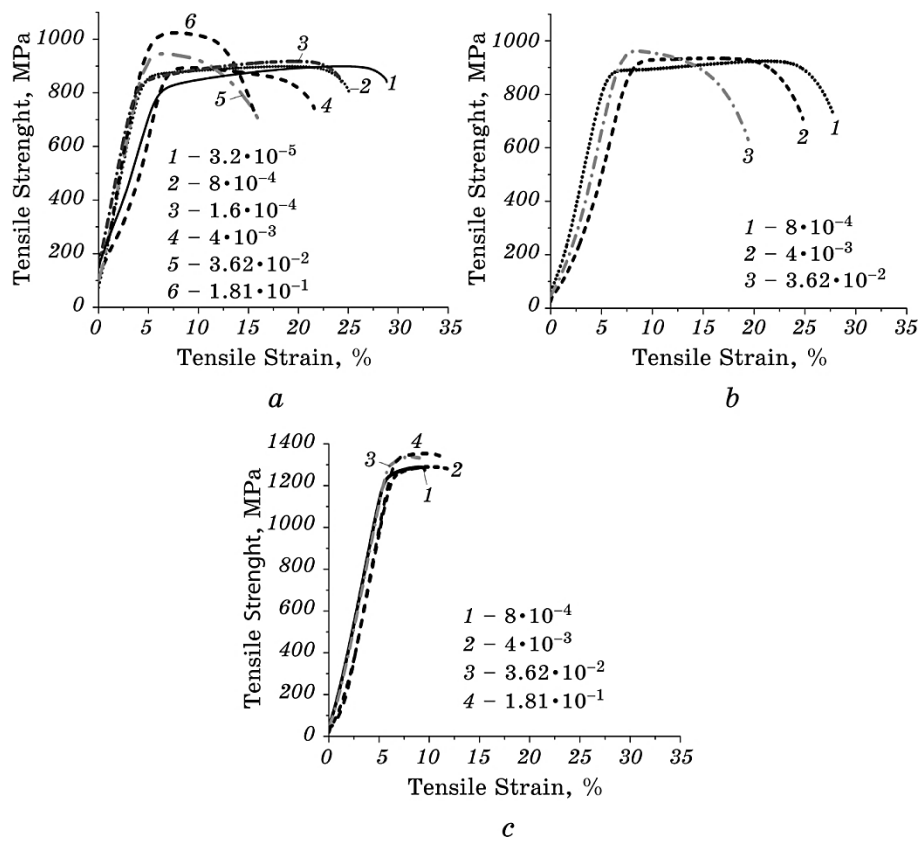 Tensile Strenght, MPa
1000
800
600
400
200
0
0 5 10 15 20 25 30 35
Tensile Strain, %
6
3
5
4
2
1
1 – 3.2•10⁻⁵
2 – 8•10⁻⁴
3 – 1.6•10⁻⁴
4 – 4•10⁻³
5 – 3.62•10⁻²
6 – 1.81•10⁻¹
a
Tensile Strenght, MPa
1000
800
600
400
200
0
0 5 10 15 20 25 30 35
Tensile Strain, %
3
2
1
1 – 8•10⁻⁴
2 – 4•10⁻³
3 – 3.62•10⁻²
b
Tensile Strenght, MPa
1400
1200
1000
800
600
400
200
0
0 5 10 15 20 25 30 35
Tensile Strain, %
4
3
1
2
1 – 8•10⁻⁴
2 – 4•10⁻³
3 – 3.62•10⁻²
4 – 1.81•10⁻¹
c